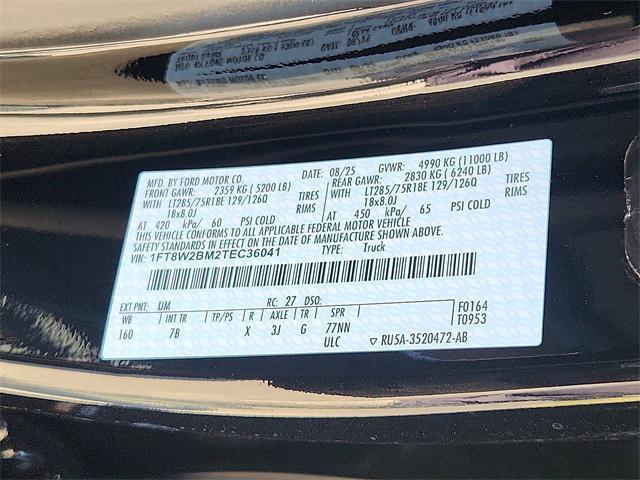 MFD. BY FORD MOTOR CO. DATE: 08/25 GVWR: 4990 KG (11000 LB)
FRONT GAWR: 2359 KG (5200 LB) REAR GAWR: 2830 KG (6240 LB)
WITH LT285/75R18E 129/126Q TIRES WITH LT285/75R18E 129/126Q TIRES
18x8.0J RIMS 18x8.0J RIMS
AT 420 kPa/ 60 PSI COLD AT 450 kPa/ 65 PSI COLD
THIS VEHICLE CONFORMS TO ALL APPLICABLE FEDERAL MOTOR VEHICLE
SAFETY STANDARDS IN EFFECT ON THE DATE OF MANUFACTURE SHOWN ABOVE.
VIN: 1FT8W2BM2TEC36041 TYPE: Truck
EXT PNT: UM RC: 27 DSO: F0164
WB INT TR TP/PS R AXLE TR SPR T0953
160 7B X 3J G 77NN
ULC ▽ RU5A-3520472-AB